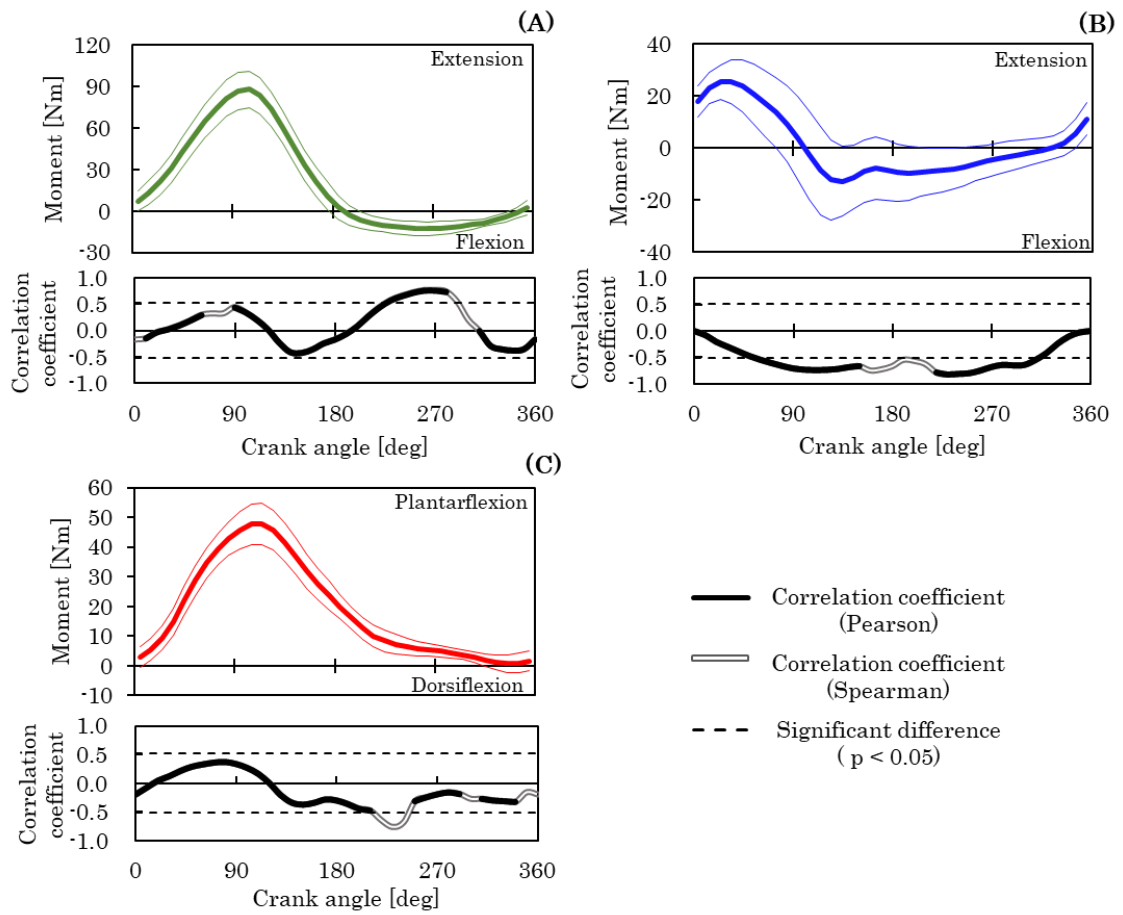 (A)
120
90
60
30
0
-30
Moment [Nm]
Extension
Flexion
1.0
0.5
0.0
-0.5
-1.0
Correlation
coefficient
0 90 180 270 360
Crank angle [deg]
(B)
40
20
0
-20
-40
Moment [Nm]
Extension
Flexion
1.0
0.5
0.0
-0.5
-1.0
Correlation
coefficient
0 90 180 270 360
Crank angle [deg]
(C)
60
50
40
30
20
10
0
-10
Moment [Nm]
Plantarflexion
Dorsiflexion
1.0
0.5
0.0
-0.5
-1.0
Correlation
coefficient
0 90 180 270 360
Crank angle [deg]
Correlation coefficient
(Pearson)
Correlation coefficient
(Spearman)
Significant difference
( p < 0.05)